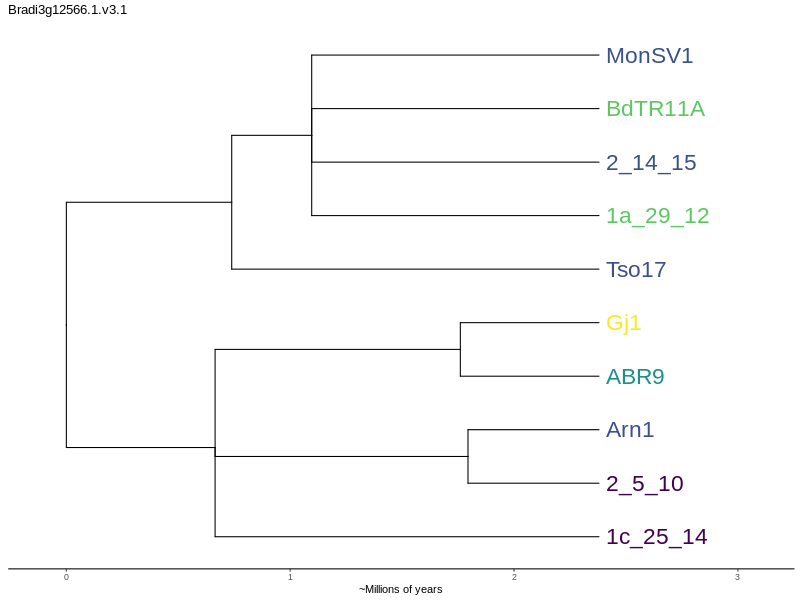 Bradi3g12566.1.v3.1
MonSV1
BdTR11A
2_14_15
1a_29_12
Tso17
Gj1
ABR9
Arn1
2_5_10
1c_25_14
0 1 2 3
~Millions of years